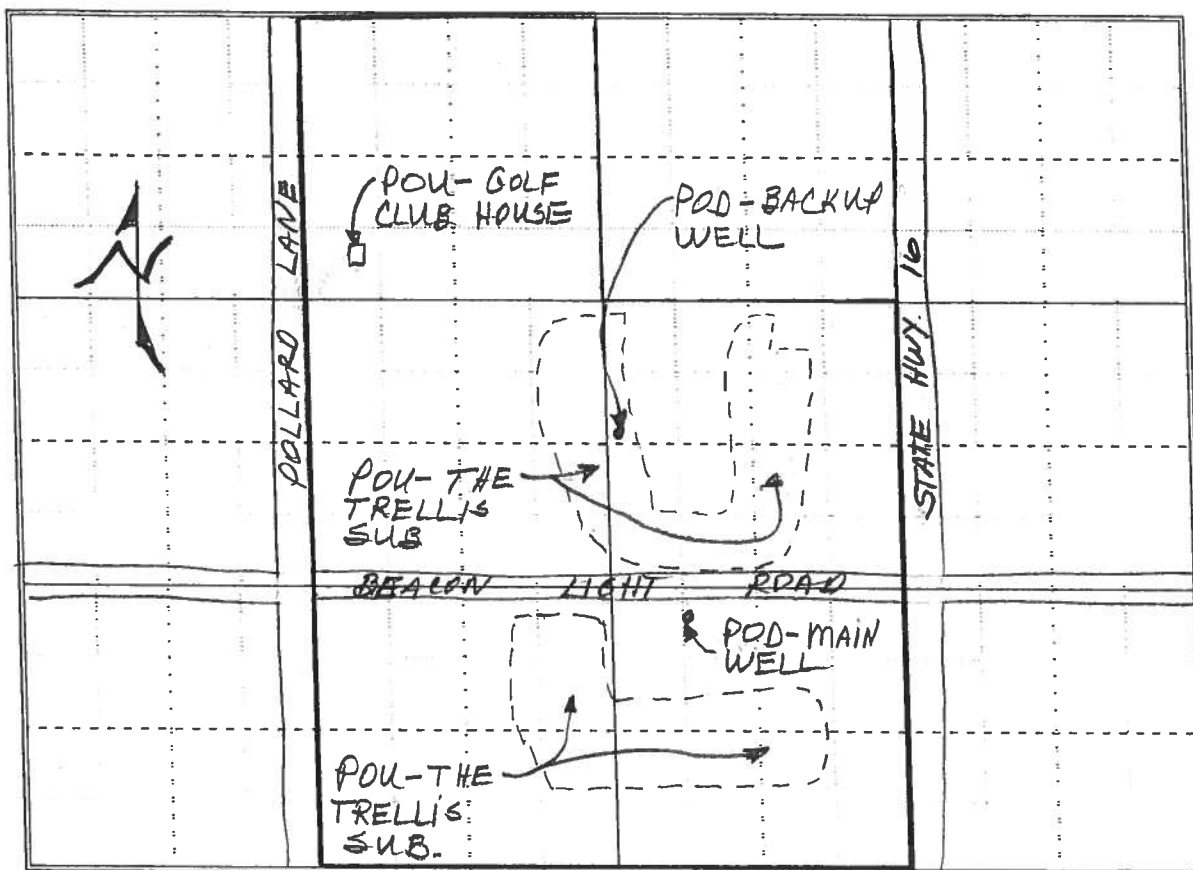 POU-GOLF
CLUB HOUSE
POD-BACKUP
WELL
POLLARD LANE
STATE HWY. 16
N
POU-THE
TRELLIS
SUB
BEACON LIGHT ROAD
POD-MAIN
WELL
POU-THE
TRELLIS
SUB.